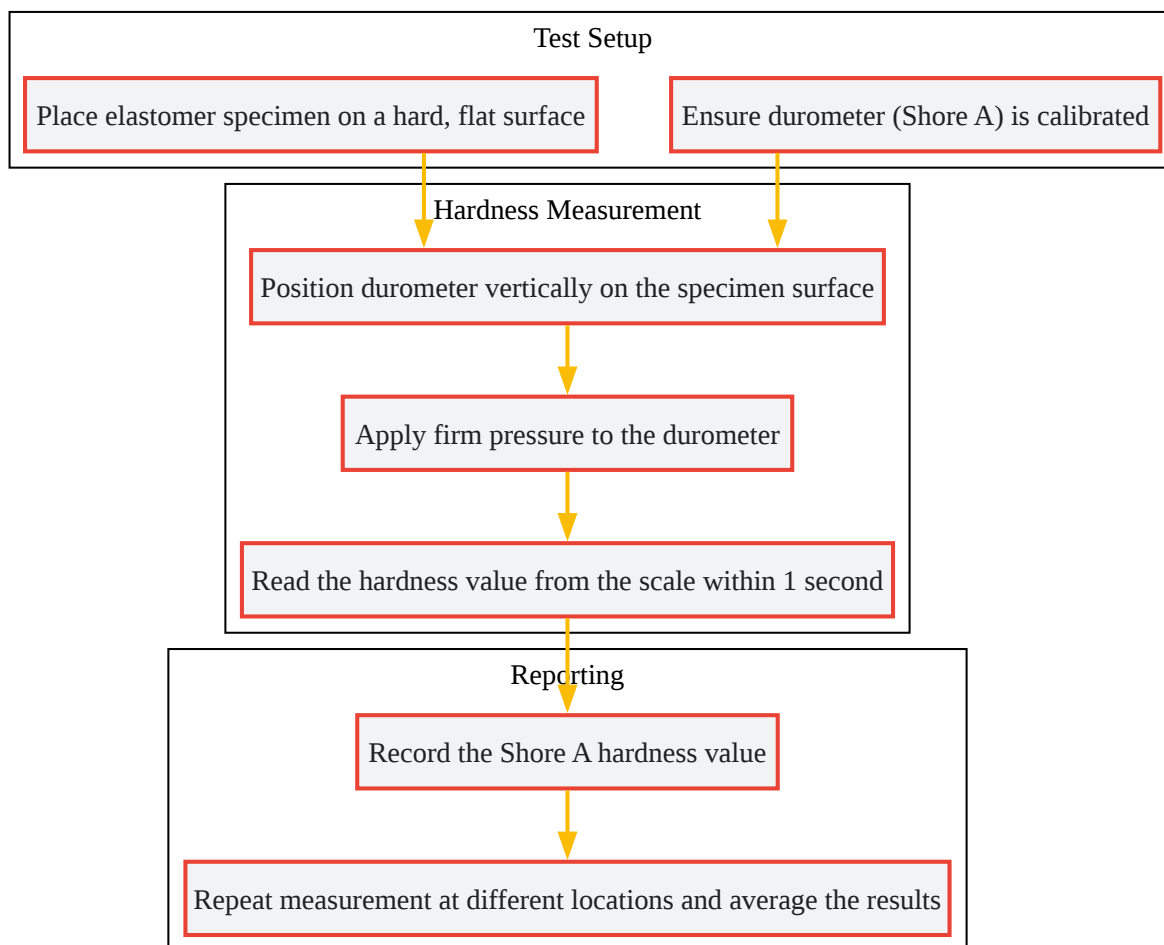 Test Setup
Place elastomer specimen on a hard, flat surface
Ensure durometer (Shore A) is calibrated
Hardness Measurement
Position durometer vertically on the specimen surface
Apply firm pressure to the durometer
Read the hardness value from the scale within 1 second
Reporting
Record the Shore A hardness value
Repeat measurement at different locations and average the results